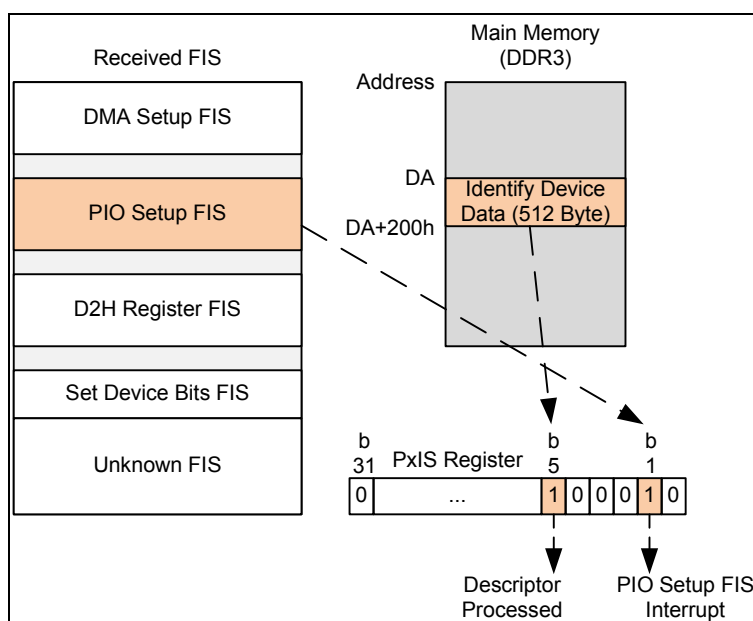 Received FIS
DMA Setup FIS
PIO Setup FIS
D2H Register FIS
Set Device Bits FIS
Unknown FIS
Main Memory
(DDR3)
Address
DA
DA+200h
Identify Device
Data (512 Byte)
b b b
31 PxIS Register 5 1
0 ... 1 0 0 0 1 0
Descriptor
Processed
PIO Setup FIS
Interrupt